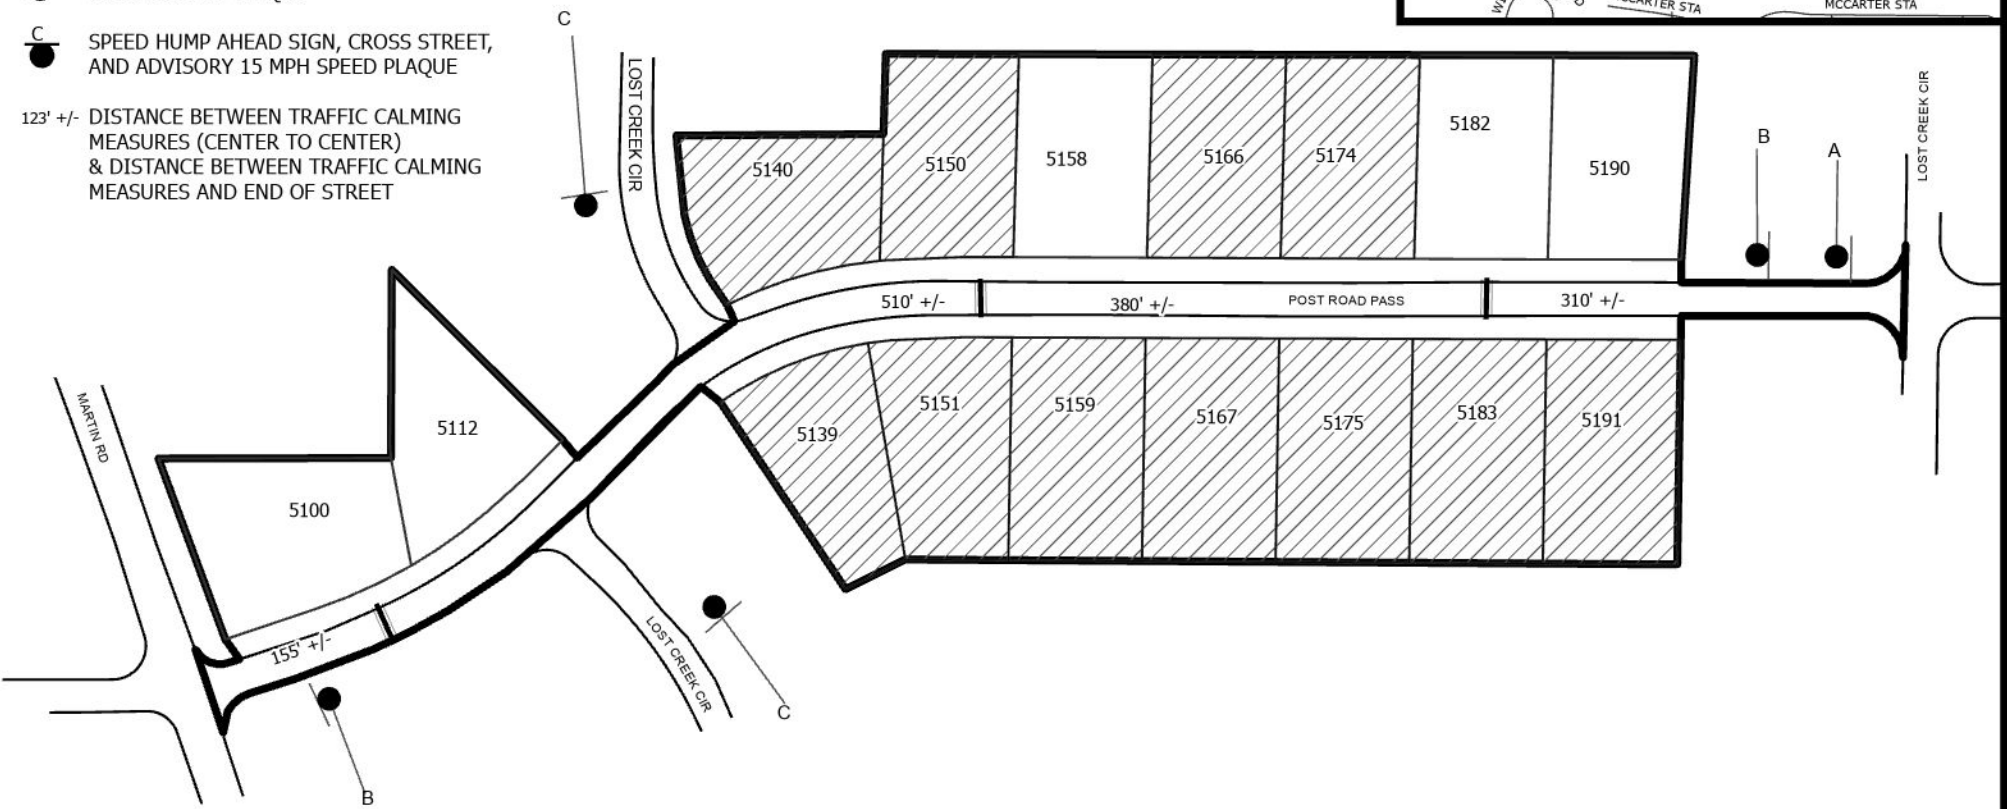 C
SPEED HUMP AHEAD SIGN, CROSS STREET,
AND ADVISORY 15 MPH SPEED PLAQUE
123' +/- DISTANCE BETWEEN TRAFFIC CALMING
MEASURES (CENTER TO CENTER)
& DISTANCE BETWEEN TRAFFIC CALMING
MEASURES AND END OF STREET
MCCARTER STA
C
LOST CREEK CIR
5140
5150
5158
5166
5174
5182
5190
B
A
LOST CREEK CIR
510' +/-
380' +/-
POST ROAD PASS
310' +/-
MARTIN RD
5112
5100
5139
5151
5159
5167
5175
5183
5191
155' +/-
LOST CREEK CIR
C
B